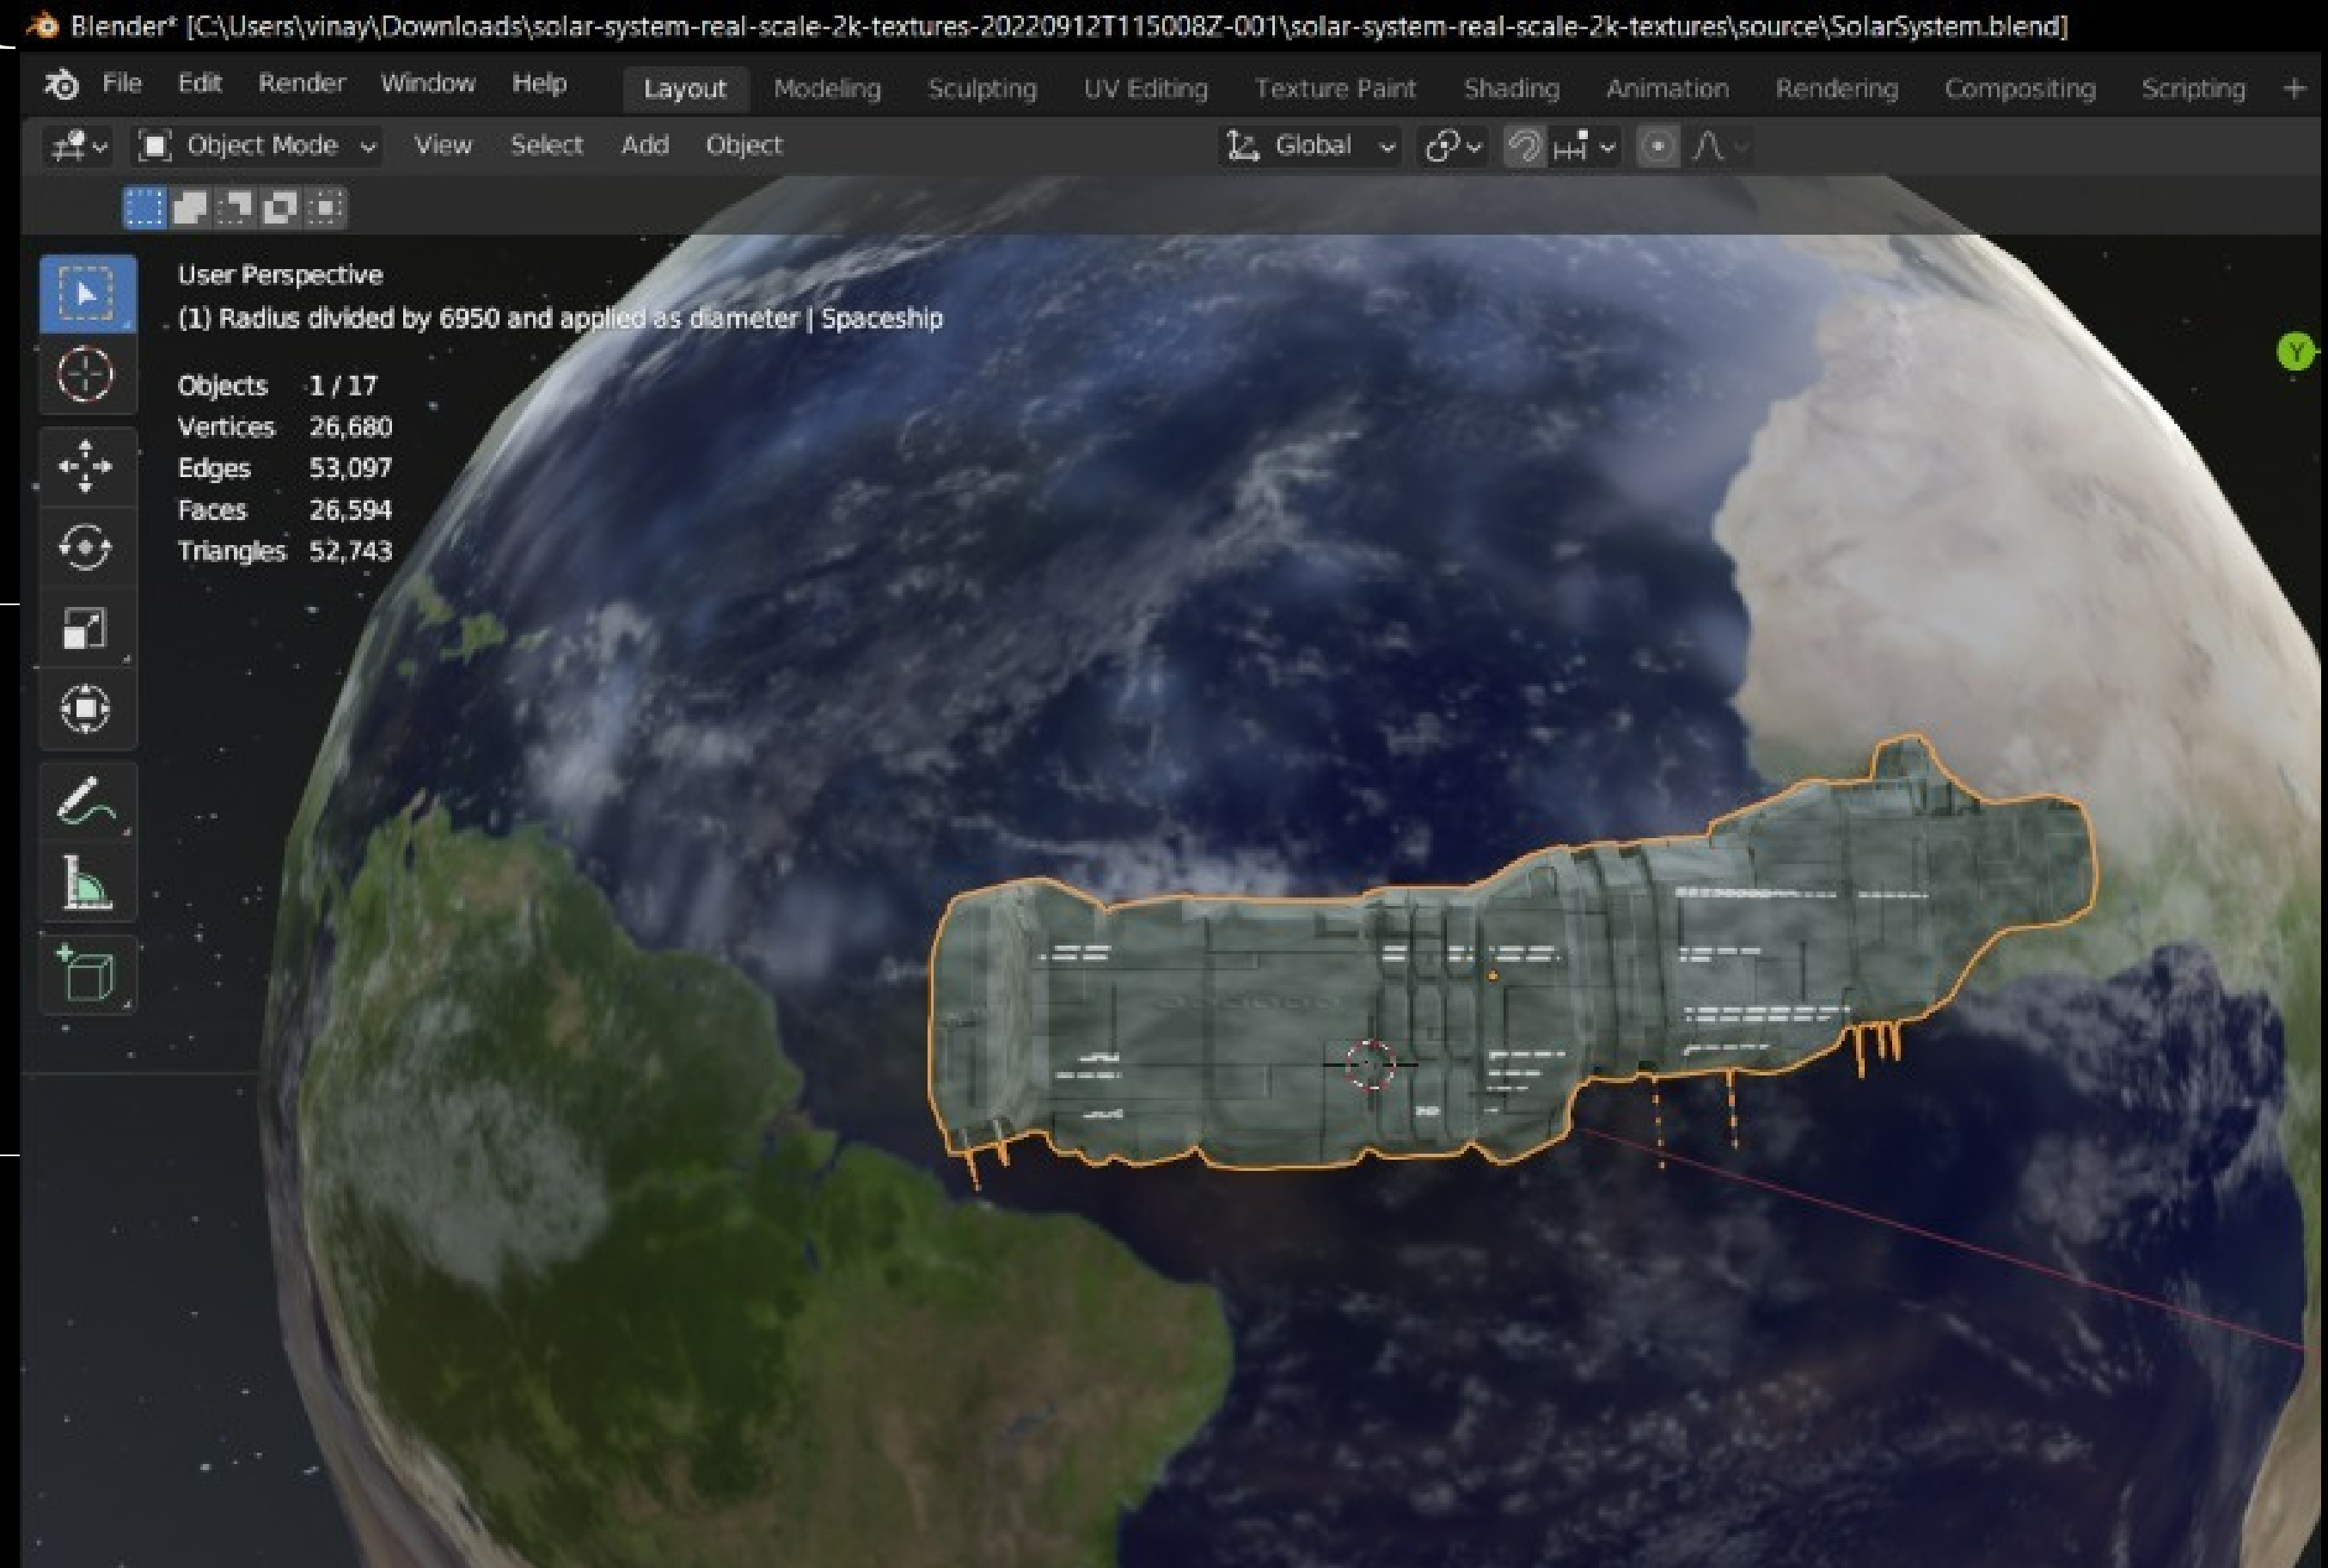 Blender* [C:\Users\vinay\Downloads\solar-system-real-scale-2k-textures-20220912T115008Z-001\solar-system-real-scale-2k-textures\source\SolarSystem.blend]
File Edit Render Window Help Layout Modeling Sculpting UV Editing Texture Paint Shading Animation Rendering Compositing Scripting +
Object Mode View Select Add Object Global
User Perspective
(1) Radius divided by 6950 and applied as diameter | Spaceship
Y
Objects 1 / 17
Vertices 26,680
Edges 53,097
Faces 26,594
Triangles 52,743